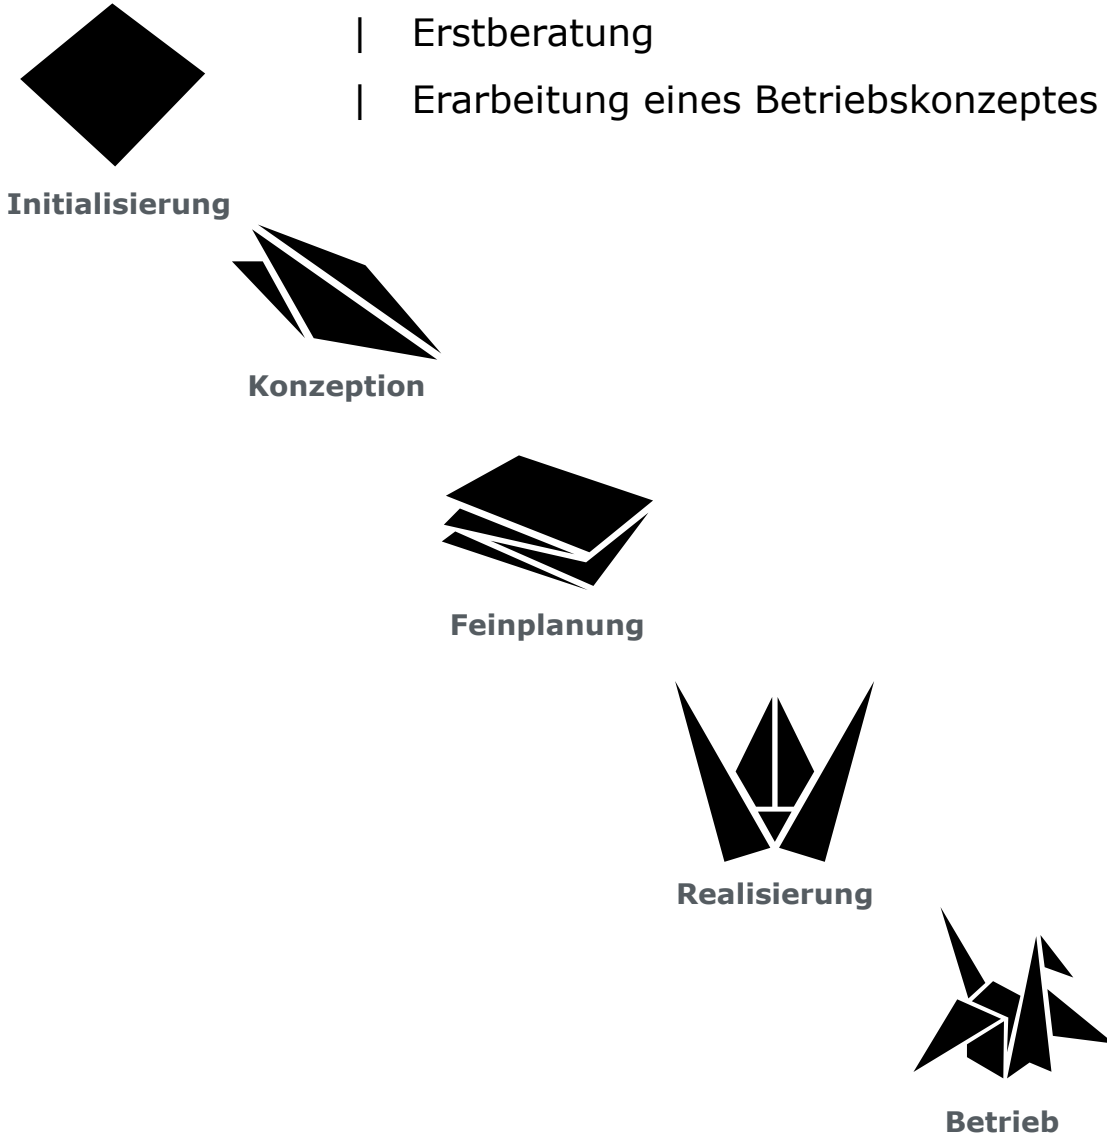 | Erstberatung
| Erarbeitung eines Betriebskonzeptes
Initialisierung
Konzeption
Feinplanung
Realisierung
Betrieb